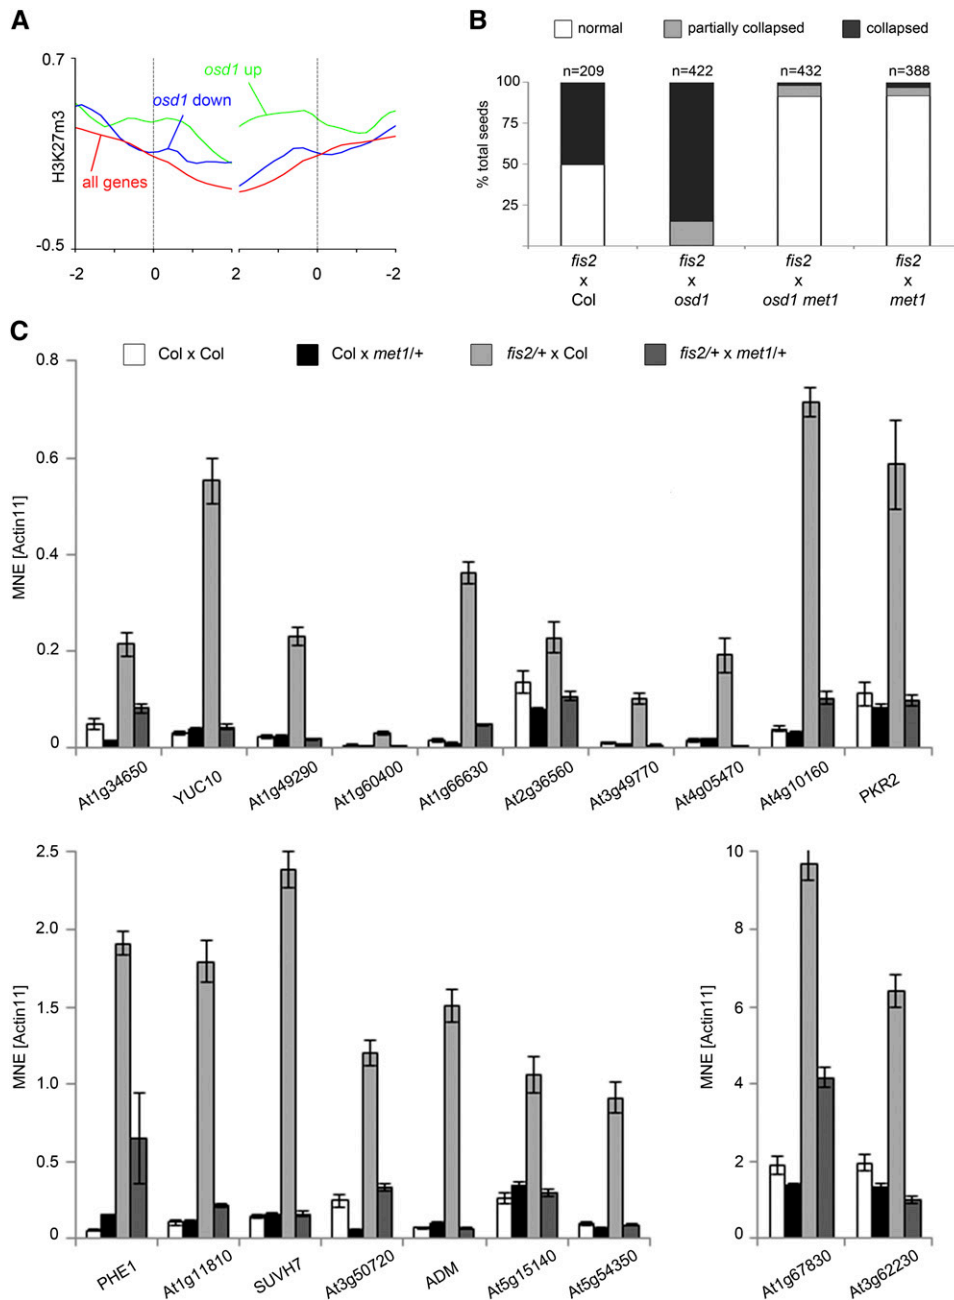 A
0.7
H3K27m3
-0.5
osd1 up
osd1 down
all genes
-2 0 2 0 -2
B
normal partially collapsed collapsed
n=209 n=422 n=432 n=388
% total seeds
100
75
50
25
fis2 x Col
fis2 x osd1
fis2 x osd1 met1
fis2 x met1
C
Col x Col Col x met1/+ fis2/+ x Col fis2/+ x met1/+
MNE [Actin11]
0.8
0.6
0.4
0.2
0
At1g34650 YUC10 At1g49290 At1g60400 At1g66630 At2g36560 At3g49770 At4g05470 At4g10160 PKR2
MNE [Actin11]
2.5
2.0
1.5
1.0
0.5
0
PHE1 At1g11810 SUVH7 At3g50720 ADM At5g15140 At5g54350
MNE [Actin11]
10
8
6
4
2
0
At1g67830 At3g62230